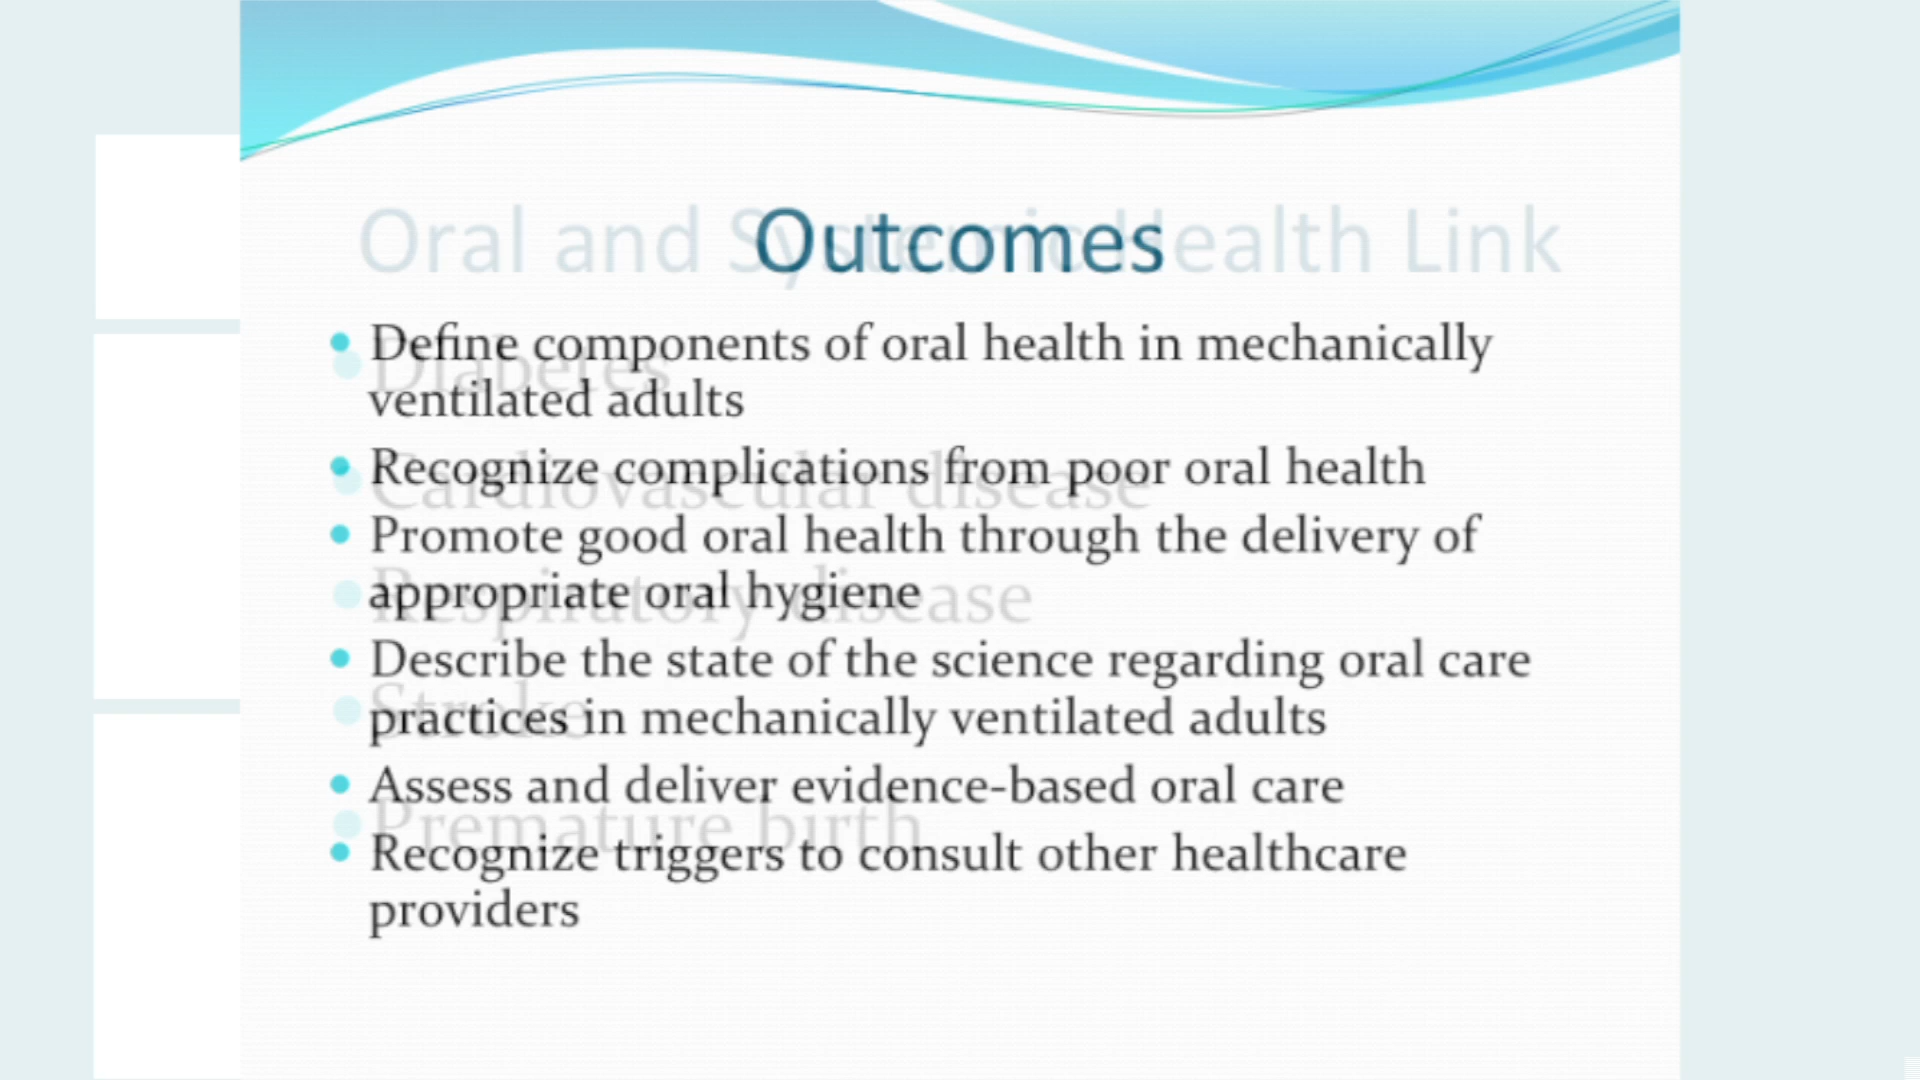 Oral and Systemic Health Link
Outcomes
• Define components of oral health in mechanically
ventilated adults
• Recognize complications from poor oral health
• Promote good oral health through the delivery of
appropriate oral hygiene
• Describe the state of the science regarding oral care
practices in mechanically ventilated adults
• Assess and deliver evidence-based oral care
• Recognize triggers to consult other healthcare
providers
• Diabetes
• Cardiovascular disease
• Respiratory disease
• Stroke
• Premature birth